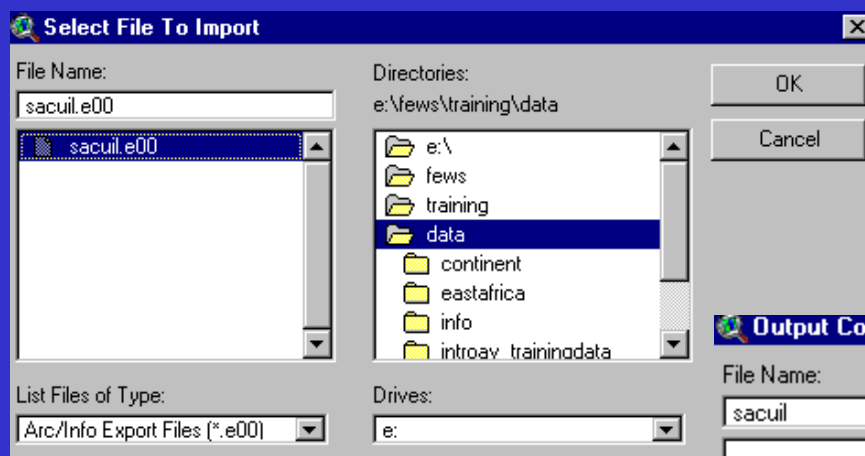 Select File To Import
File Name:
sacuil.e00
sacuil.e00
List Files of Type:
Arc/Info Export Files (*.e00)
Directories:
e:\fews\training\data
e:\
fews
training
data
continent
eastafrica
info
introav_trainingdata
Drives:
e:
OK
Cancel
Output Co
File Name:
sacuil